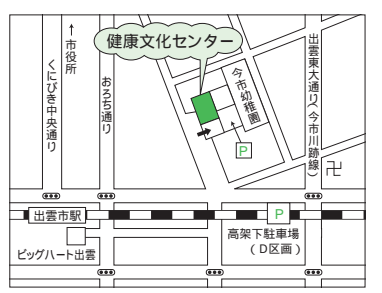 健康文化センター
↑市役所
くにびき中央通り
おろち通り
今市幼稚園
出雲東大通り(今市川跡線)
P
卍
出雲市駅
P
高架下駐車場
(D区画)
ビッグハート出雲